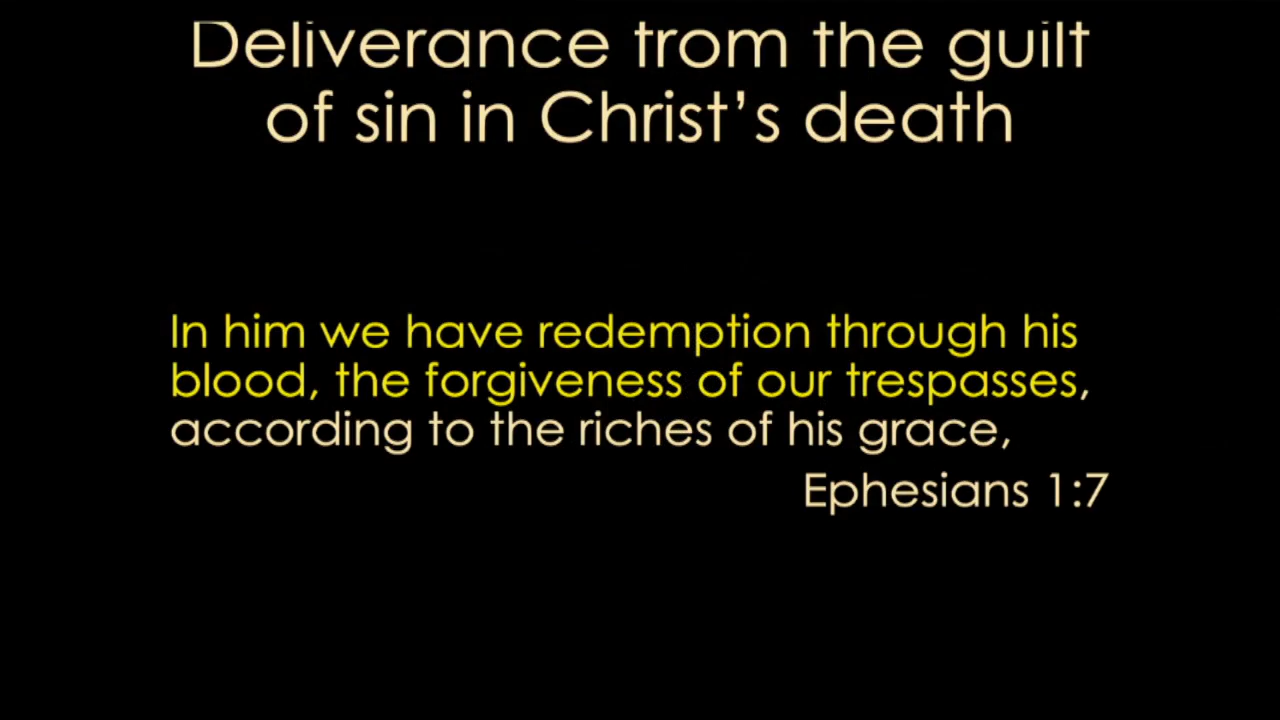 Deliverance from the guilt
of sin in Christ’s death
In him we have redemption through his
blood, the forgiveness of our trespasses,
according to the riches of his grace,
Ephesians 1:7